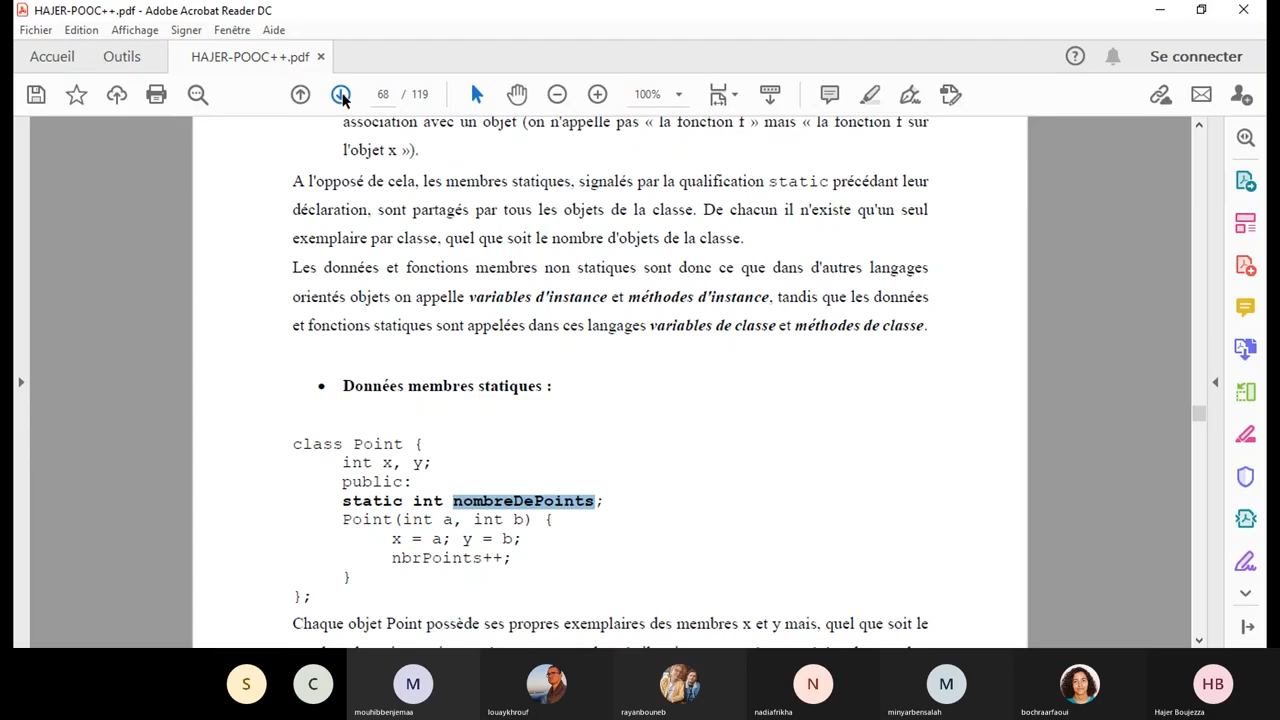 HAJER-POOC++.pdf - Adobe Acrobat Reader DC
Fichier Edition Affichage Signer Fenêtre Aide
Accueil Outils HAJER-POOC++.pdf × Se connecter
68 / 119 100%
association avec un objet (on n'appelle pas « la fonction f » mais « la fonction f sur
l'objet x »).
A l'opposé de cela, les membres statiques, signalés par la qualification static précédant leur
déclaration, sont partagés par tous les objets de la classe. De chacun il n'existe qu'un seul
exemplaire par classe, quel que soit le nombre d'objets de la classe.
Les données et fonctions membres non statiques sont donc ce que dans d'autres langages
orientés objets on appelle variables d'instance et méthodes d'instance, tandis que les données
et fonctions statiques sont appelées dans ces langages variables de classe et méthodes de classe.
• Données membres statiques :
class Point {
int x, y;
public:
static int nombreDePoints;
Point(int a, int b) {
x = a; y = b;
nbrPoints++;
}
};
Chaque objet Point possède ses propres exemplaires des membres x et y mais, quel que soit le
S C M N M HB
mouhibbenjemaa louaykhrouf rayanbouneb nadiafrikha minyarbensalah bochraarfaoui Hajer Boujezza